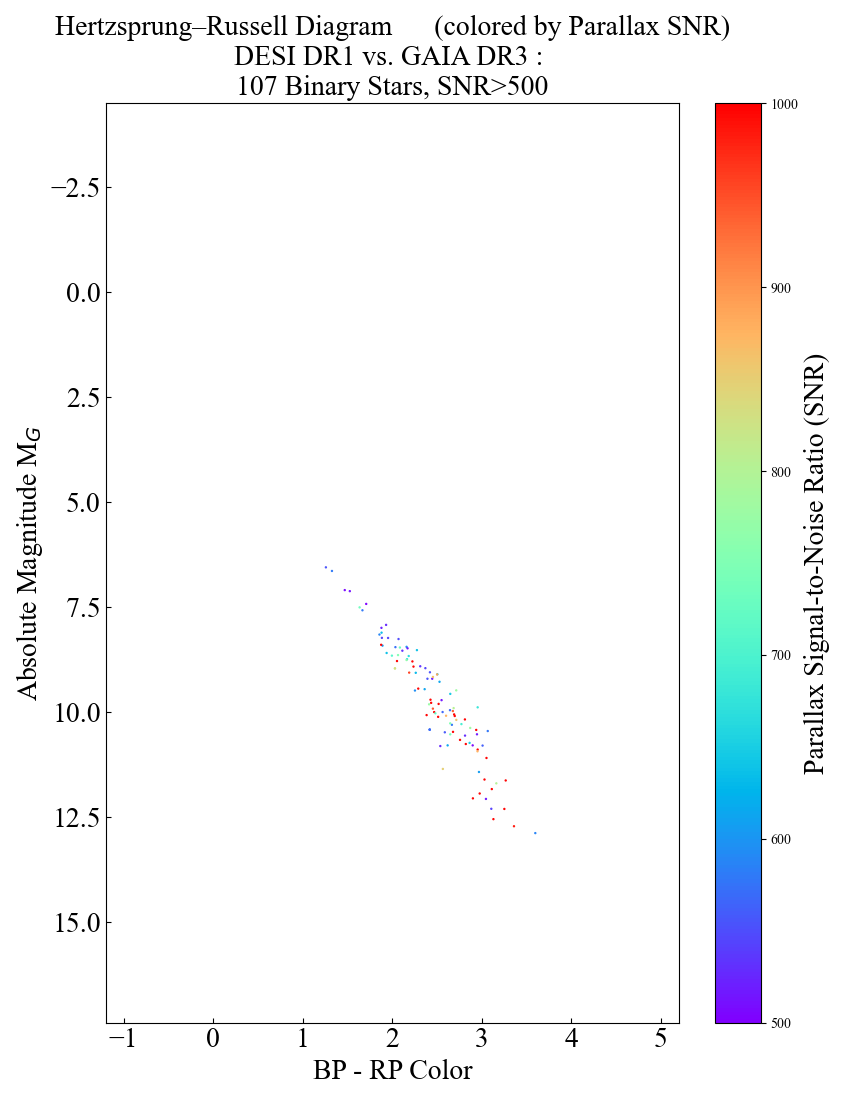 Hertzsprung–Russell Diagram (colored by Parallax SNR)
DESI DR1 vs. GAIA DR3 :
107 Binary Stars, SNR>500
−2.5
0.0
2.5
5.0
7.5
10.0
12.5
15.0
Absolute Magnitude M_G
−1 0 1 2 3 4 5
BP - RP Color
1000
900
800
700
600
500
Parallax Signal-to-Noise Ratio (SNR)